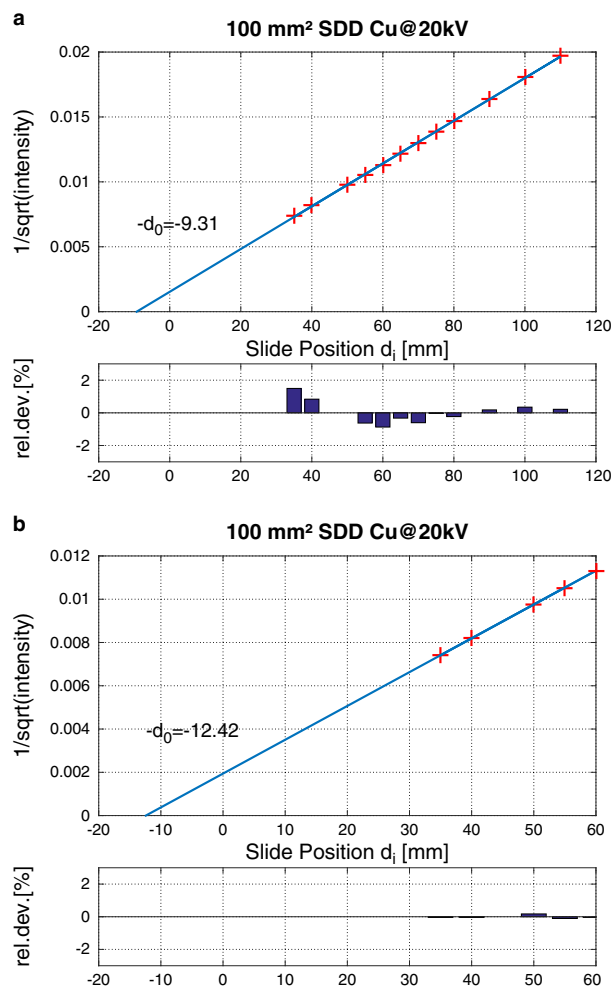 a
100 mm² SDD Cu@20kV
1/sqrt(intensity)
0.02
0.015
0.01
0.005
0
-d0=-9.31
-20 0 20 40 60 80 100 120
Slide Position di [mm]
rel.dev.[%]
2
0
-2
-20 0 20 40 60 80 100 120
b
100 mm² SDD Cu@20kV
1/sqrt(intensity)
0.012
0.01
0.008
0.006
0.004
0.002
0
-d0=-12.42
-20 -10 0 10 20 30 40 50 60
Slide Position di [mm]
rel.dev.[%]
2
0
-2
-20 -10 0 10 20 30 40 50 60